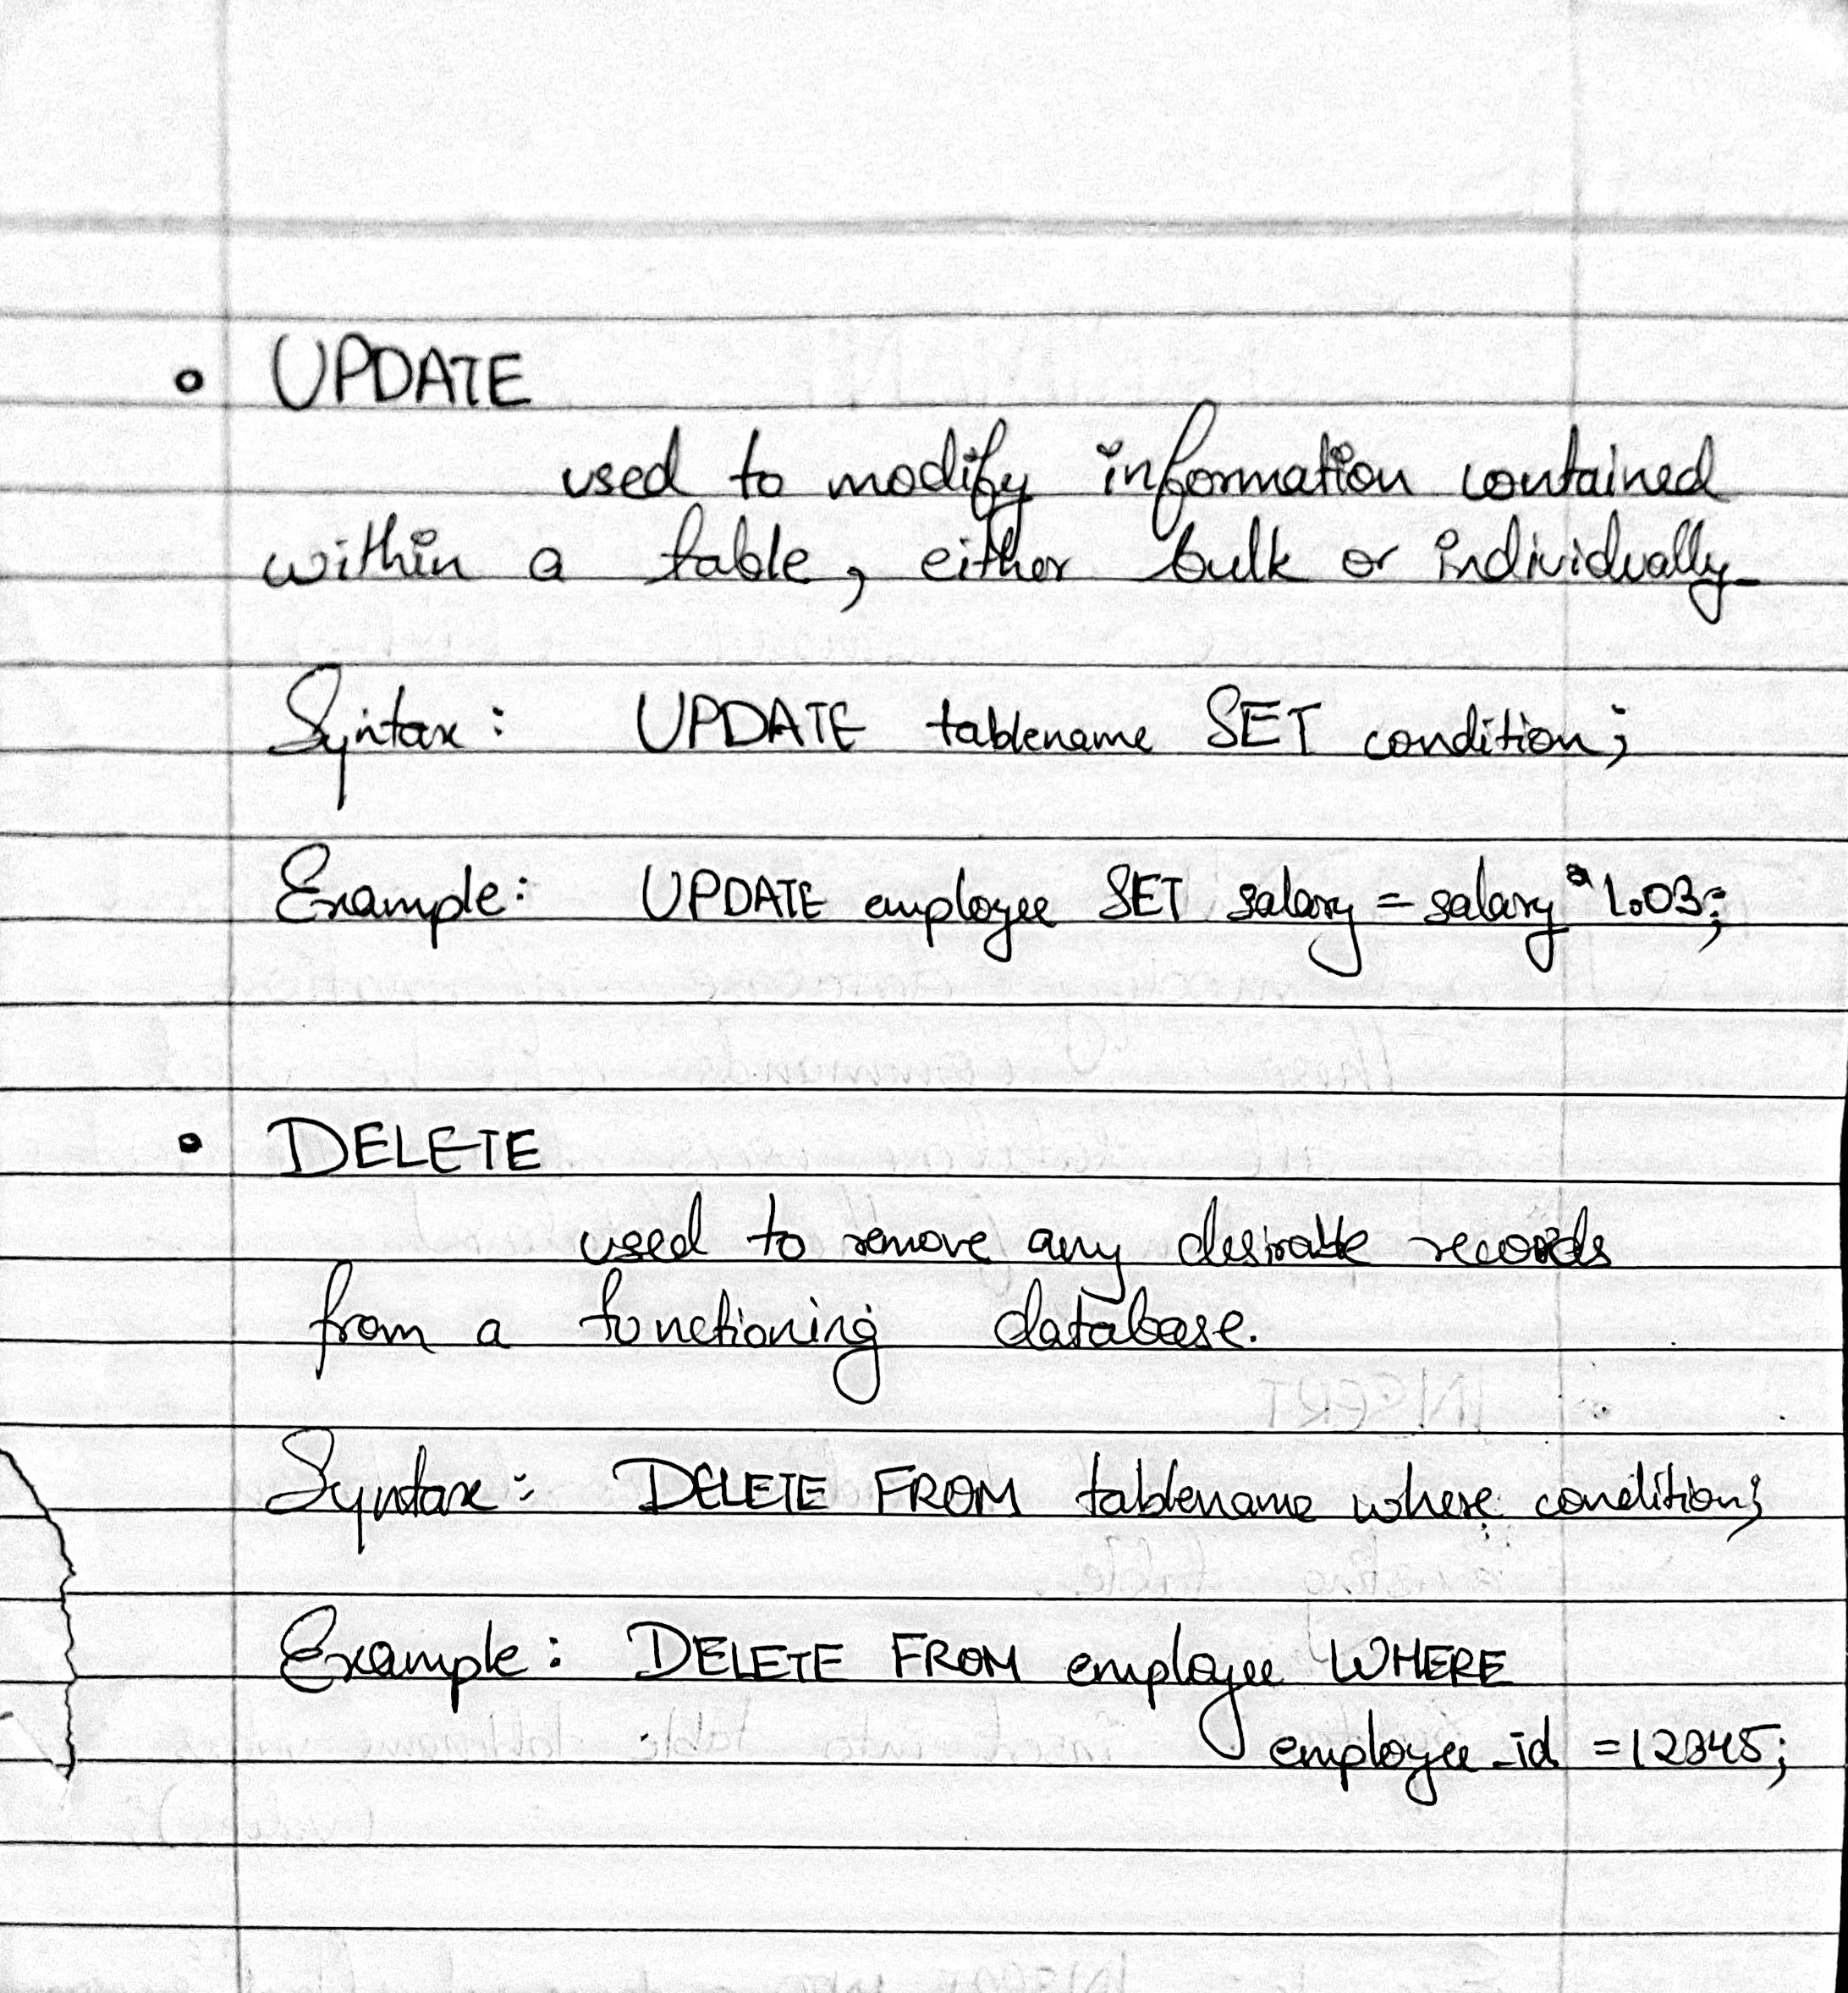 • UPDATE
used to modify information contained
within a table, either bulk or individually
Syntax: UPDATE tablename SET condition;
Example: UPDATE employee SET salary = salary * 1.03;
• DELETE
used to remove any desirable records
from a functioning database.
Syntax: DELETE FROM tablename where condition;
Example: DELETE FROM employee WHERE
employee_id = 12345;